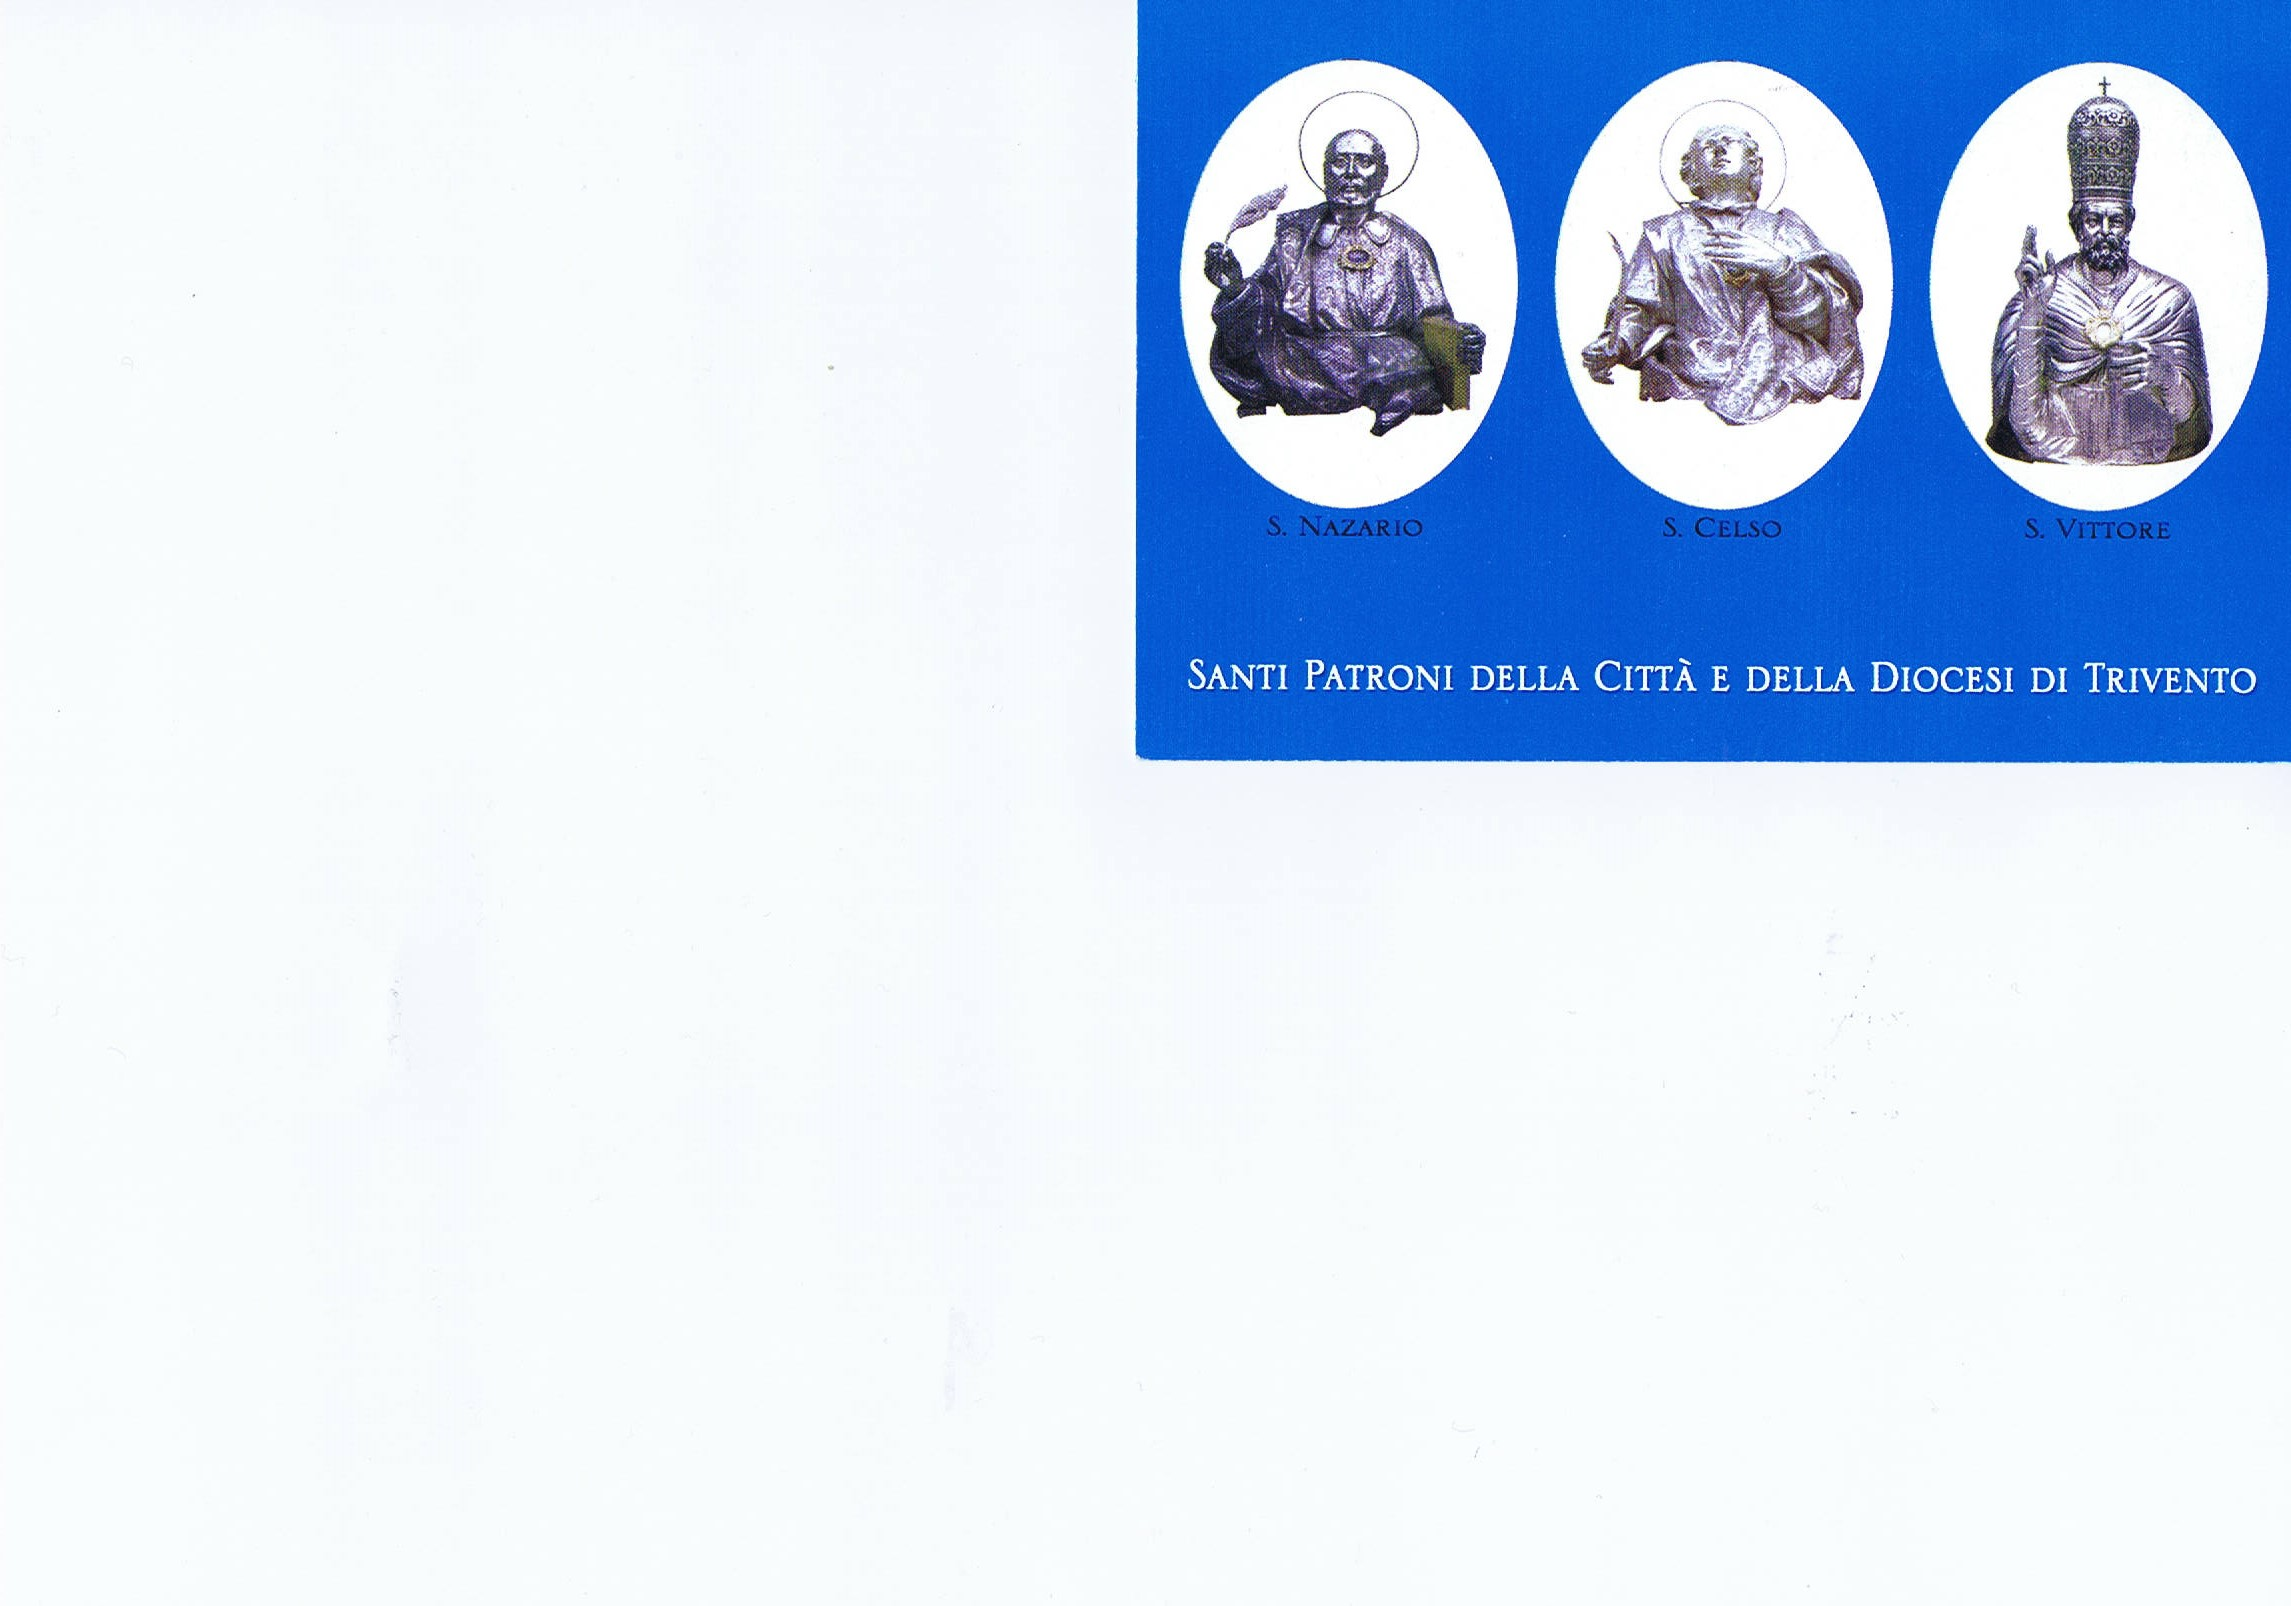 S. NAZARIO
S. CELSO
S. VITTORE
SANTI PATRONI DELLA CITTÀ E DELLA DIOCESI DI TRIVENTO